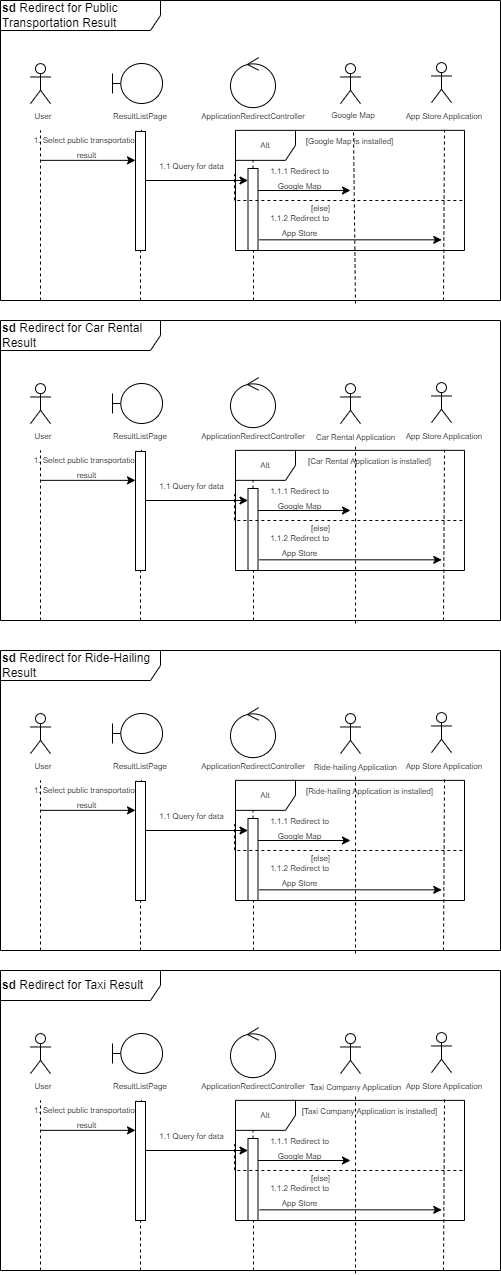 sd Redirect for Public
Transportation Result
User
ResultListPage
ApplicationRedirectController
Google Map
App Store Application
1. Select public transportatio
result
1.1 Query for data
Alt
[Google Map is installed]
1.1.1 Redirect to
Google Map
[else]
1.1.2 Redirect to
App Store
sd Redirect for Car Rental
Result
User
ResultListPage
ApplicationRedirectController
Car Rental Application
App Store Application
1. Select public transportatio
result
1.1 Query for data
Alt
[Car Rental Application is installed]
1.1.1 Redirect to
Google Map
[else]
1.1.2 Redirect to
App Store
sd Redirect for Ride-Hailing
Result
User
ResultListPage
ApplicationRedirectController
Ride-hailing Application
App Store Application
1. Select public transportatio
result
1.1 Query for data
Alt
[Ride-hailing Application is installed]
1.1.1 Redirect to
Google Map
[else]
1.1.2 Redirect to
App Store
sd Redirect for Taxi Result
User
ResultListPage
ApplicationRedirectController
Taxi Company Application
App Store Application
1. Select public transportatio
result
1.1 Query for data
Alt
[Taxi Company Application is installed]
1.1.1 Redirect to
Google Map
[else]
1.1.2 Redirect to
App Store